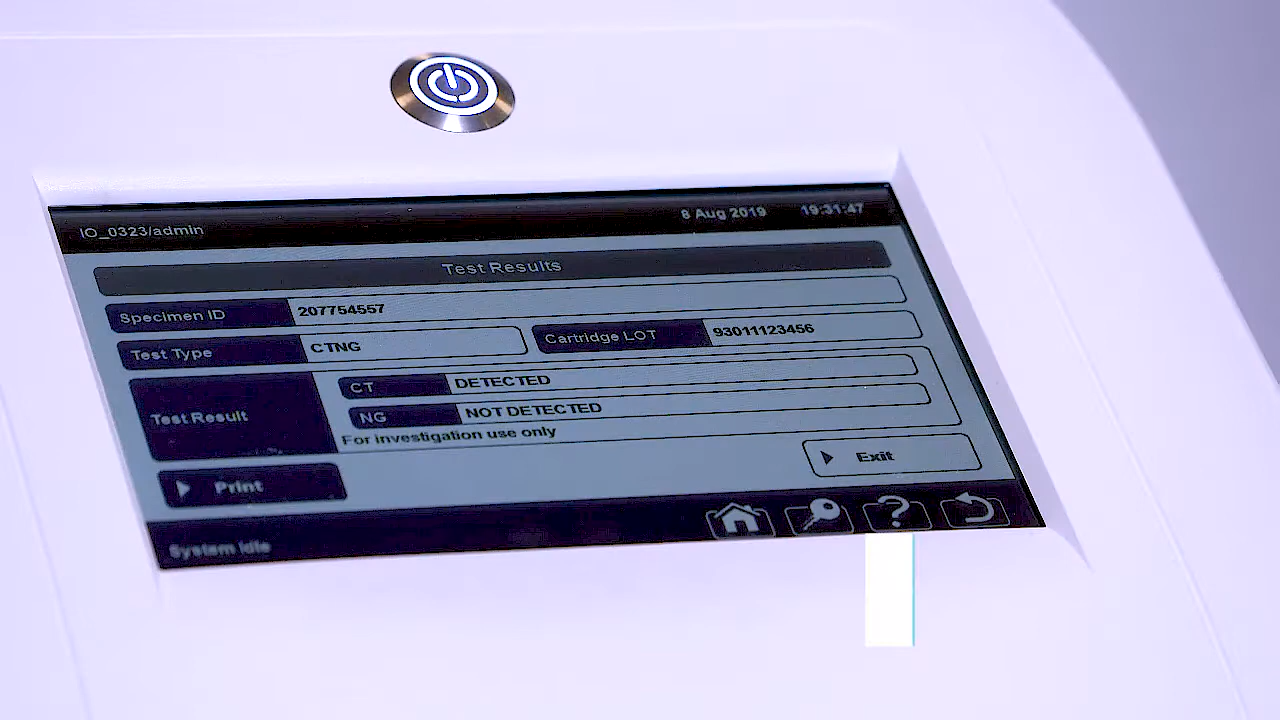 IO_0323/admin 8 Aug 2019 19:31:47
Test Results
Specimen ID 207754557
Test Type CTNG Cartridge LOT 93011123456
Test Result CT DETECTED
NG NOT DETECTED
For investigation use only
Print Exit
System Idle